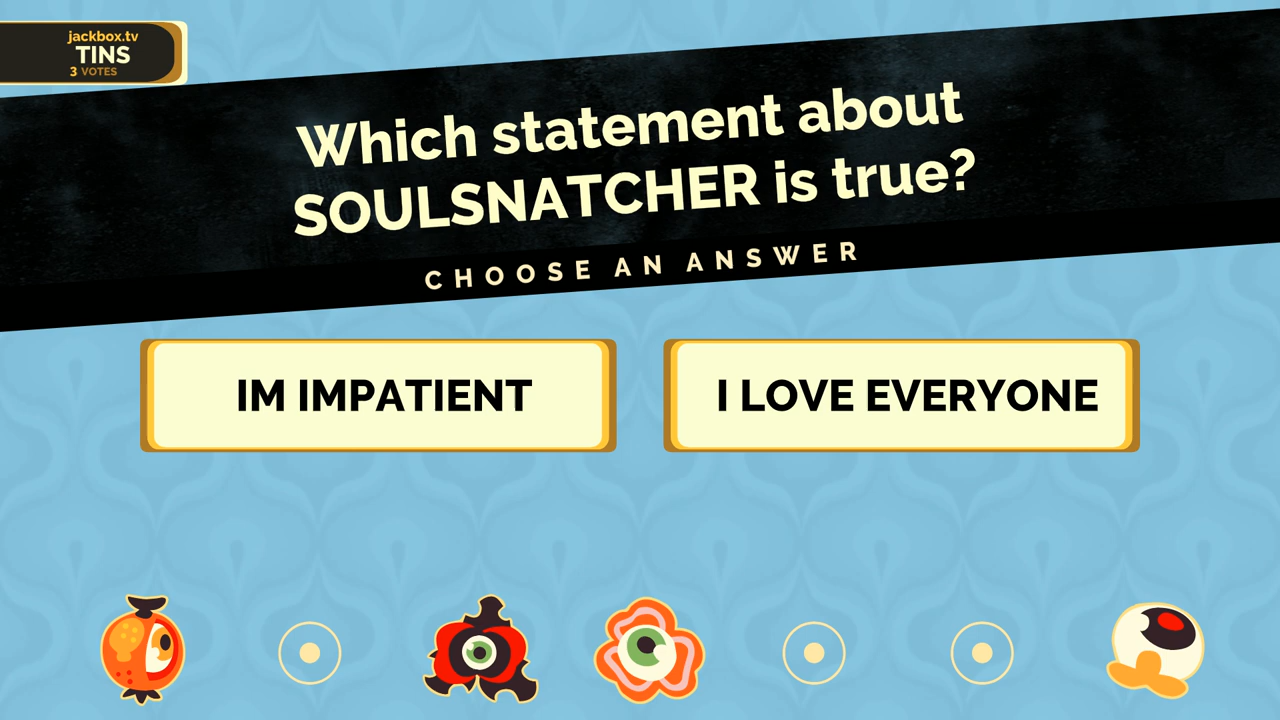 jackbox.tv
TINS
3 VOTES
Which statement about
SOULSNATCHER is true?
CHOOSE AN ANSWER
IM IMPATIENT
I LOVE EVERYONE